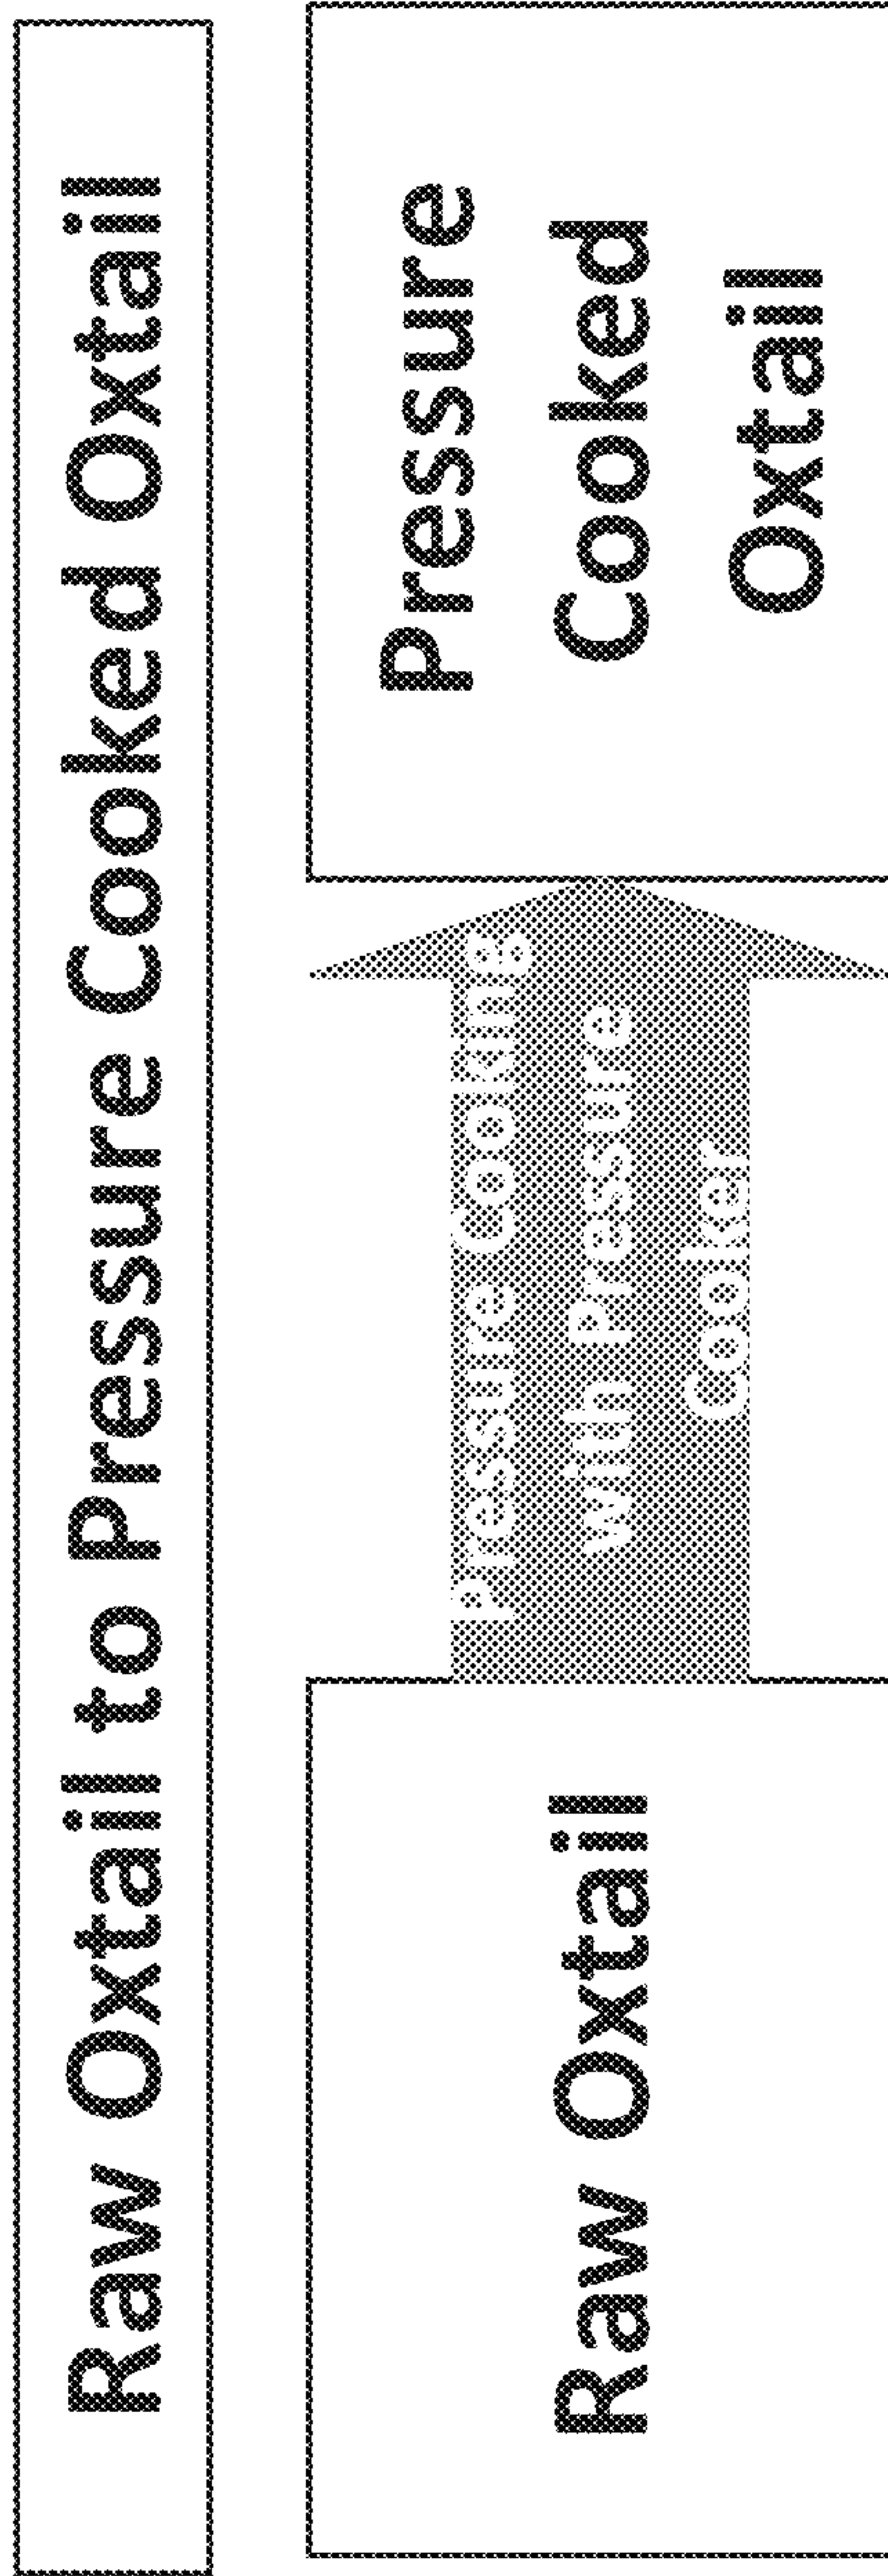 Raw Oxtail to Pressure Cooked Oxtail
Raw Oxtail
Pressure Cooking
with Pressure
Cooker
Pressure
Cooked
Oxtail